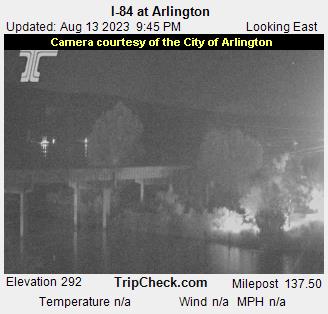 I-84 at Arlington
Updated: Aug 13 2023 9:45 PM Looking East
Camera courtesy of the City of Arlington
Elevation 292 TripCheck.com Milepost 137.50
Temperature n/a Wind n/a MPH n/a